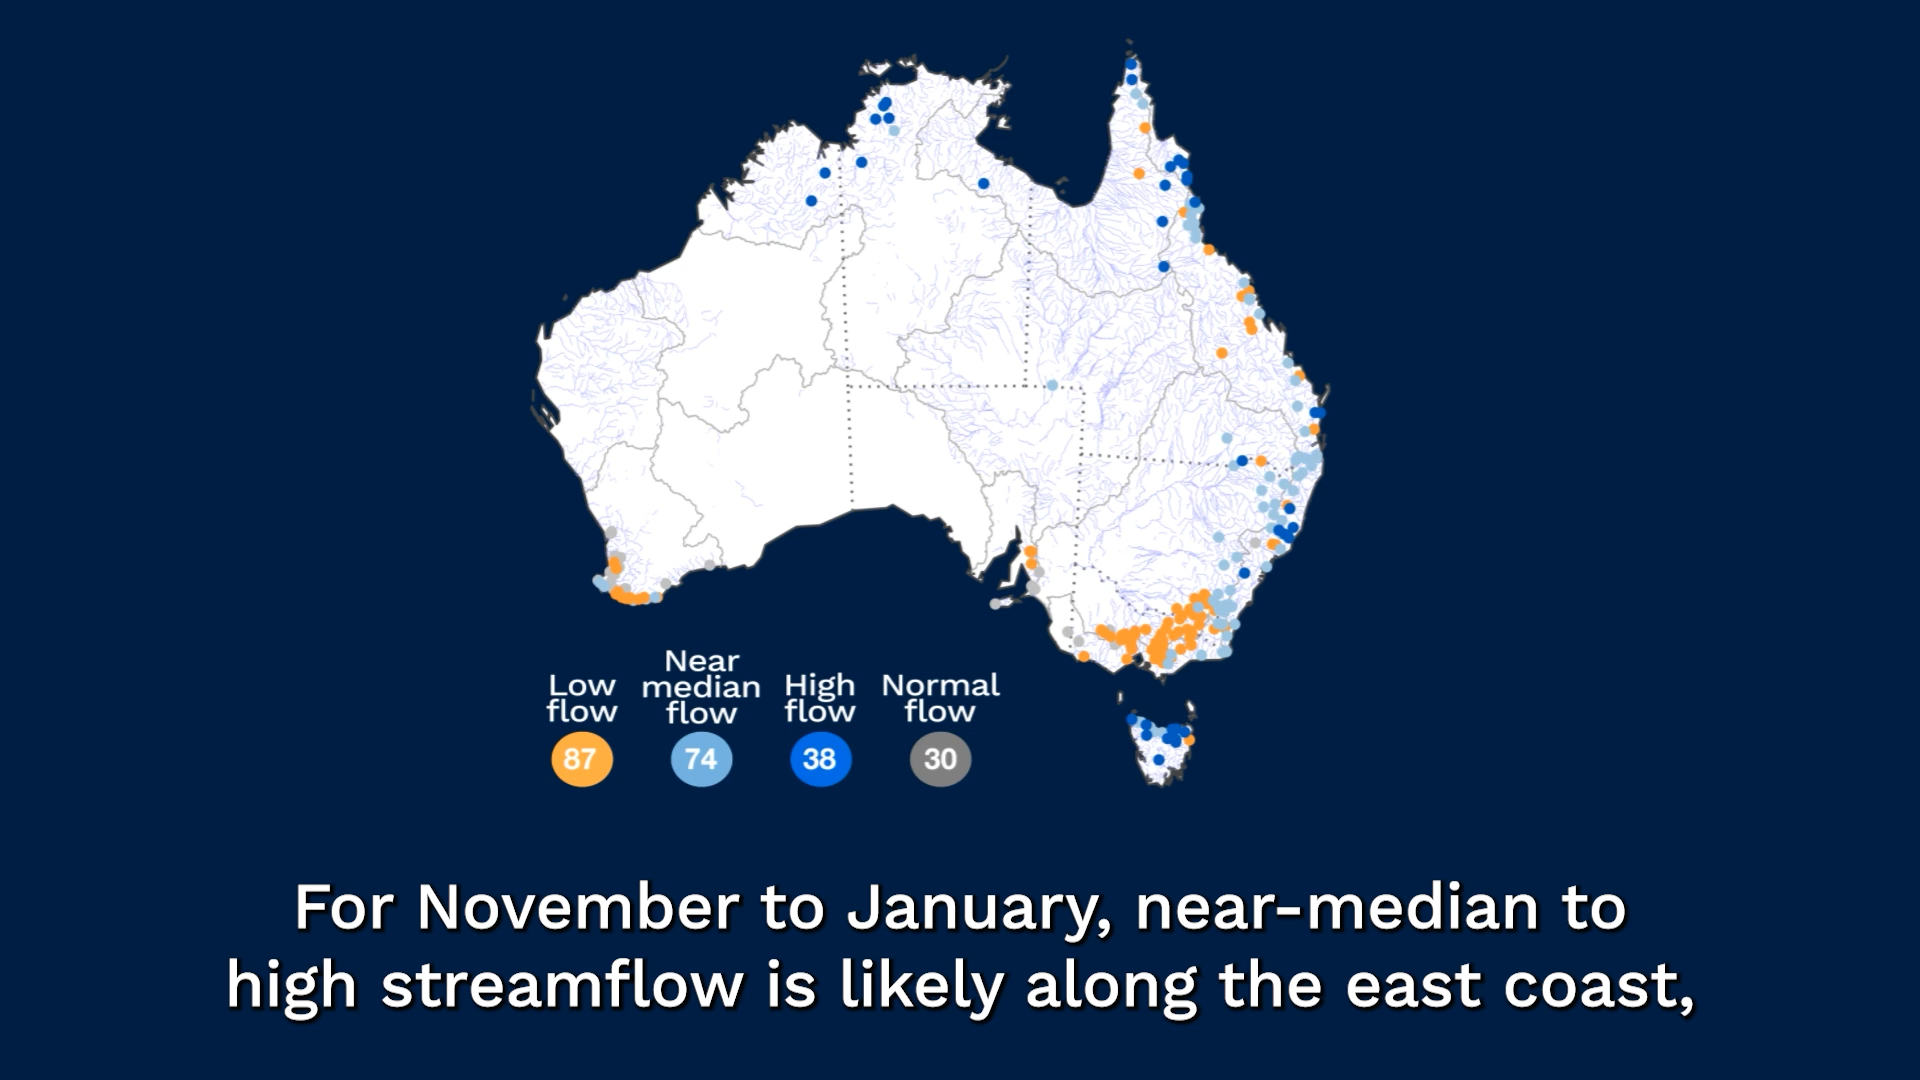 Low
flow
87
Near
median
flow
74
High
flow
38
Normal
flow
30
For November to January, near-median to
high streamflow is likely along the east coast,